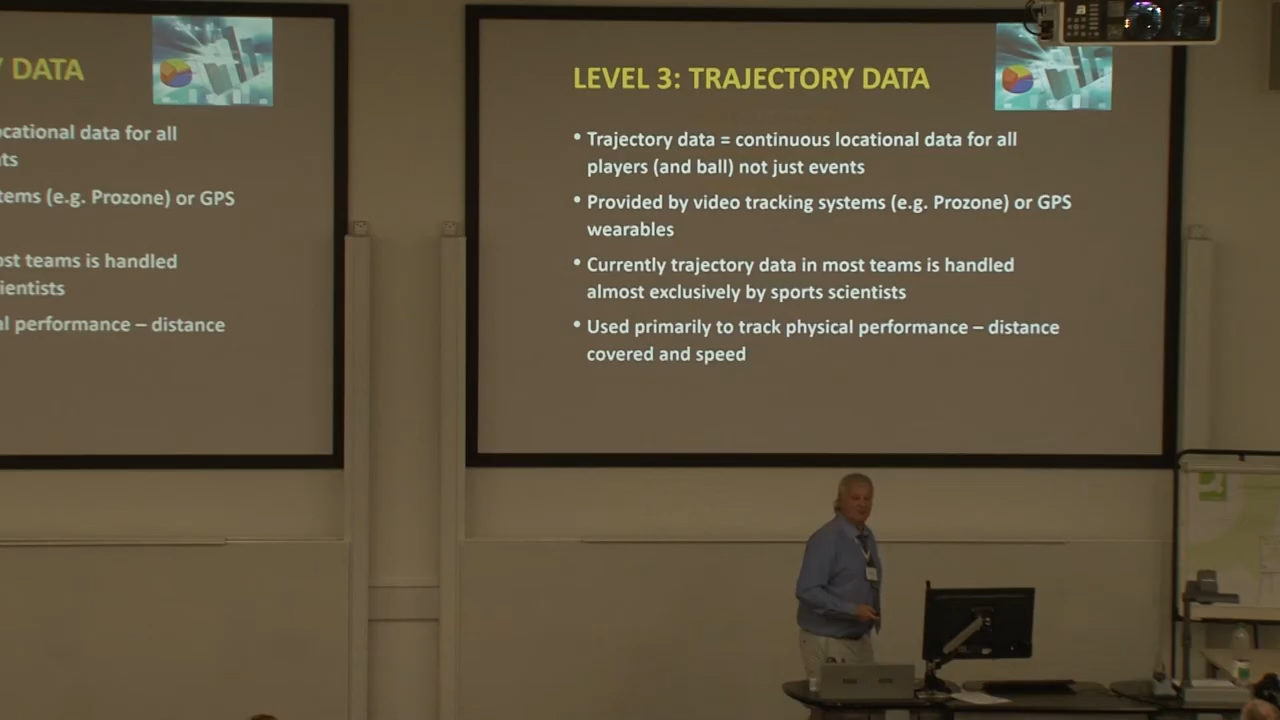 Y DATA
ocational data for all
nts
tems (e.g. Prozone) or GPS
ost teams is handled
ientists
al performance – distance
LEVEL 3: TRAJECTORY DATA
• Trajectory data = continuous locational data for all
players (and ball) not just events
• Provided by video tracking systems (e.g. Prozone) or GPS
wearables
• Currently trajectory data in most teams is handled
almost exclusively by sports scientists
• Used primarily to track physical performance – distance
covered and speed